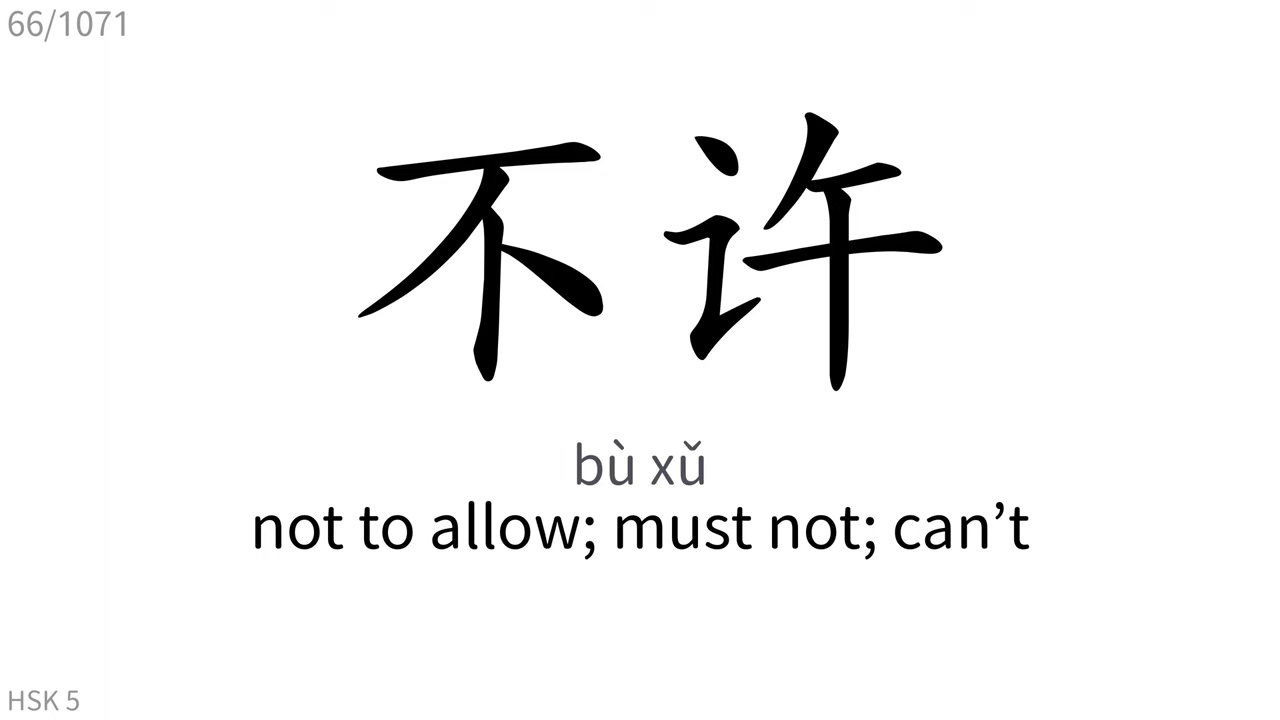 66/1071
不许
bù xǔ
not to allow; must not; can’t
HSK 5